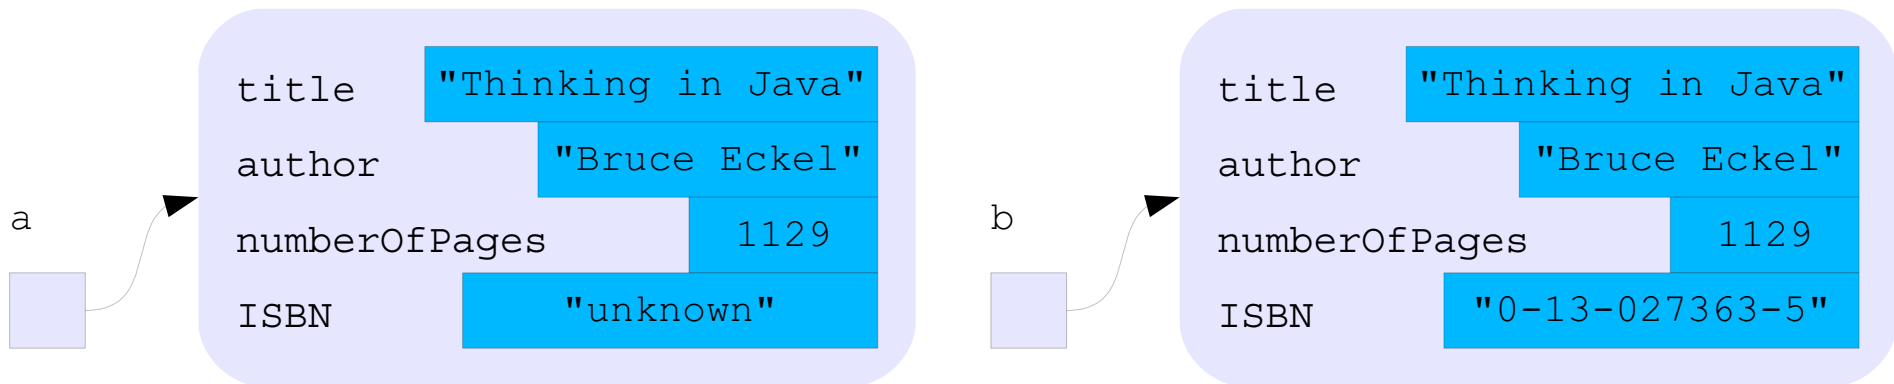 a
title "Thinking in Java"
author "Bruce Eckel"
numberOfPages 1129
ISBN "unknown"
b
title "Thinking in Java"
author "Bruce Eckel"
numberOfPages 1129
ISBN "0-13-027363-5"